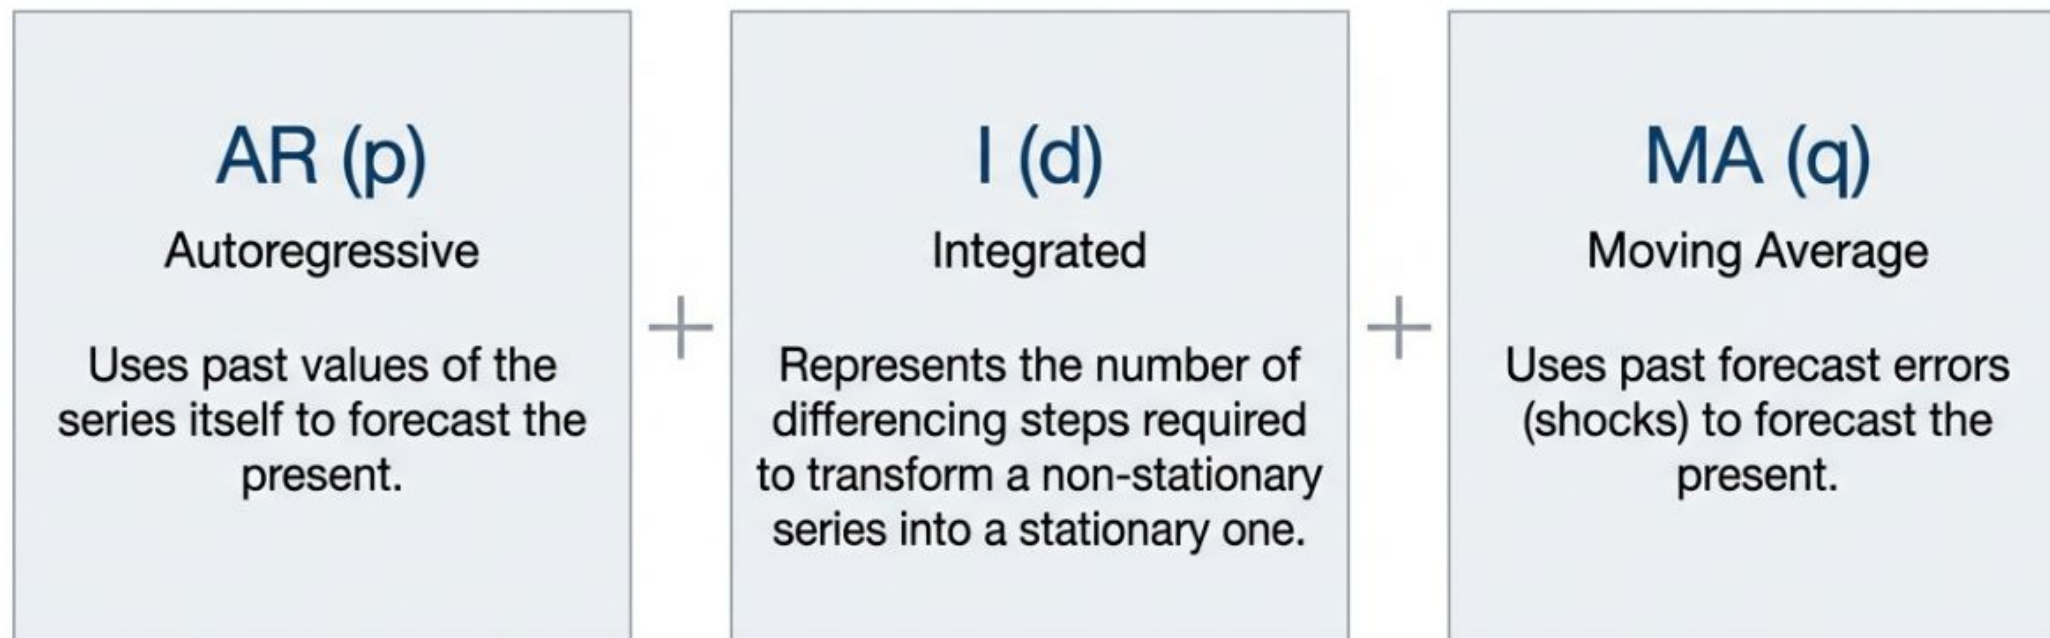 AR (p)
Autoregressive
Uses past values of the
series itself to forecast the
present.
+
I (d)
Integrated
Represents the number of
differencing steps required
to transform a non-stationary
series into a stationary one.
+
MA (q)
Moving Average
Uses past forecast errors
(shocks) to forecast the
present.